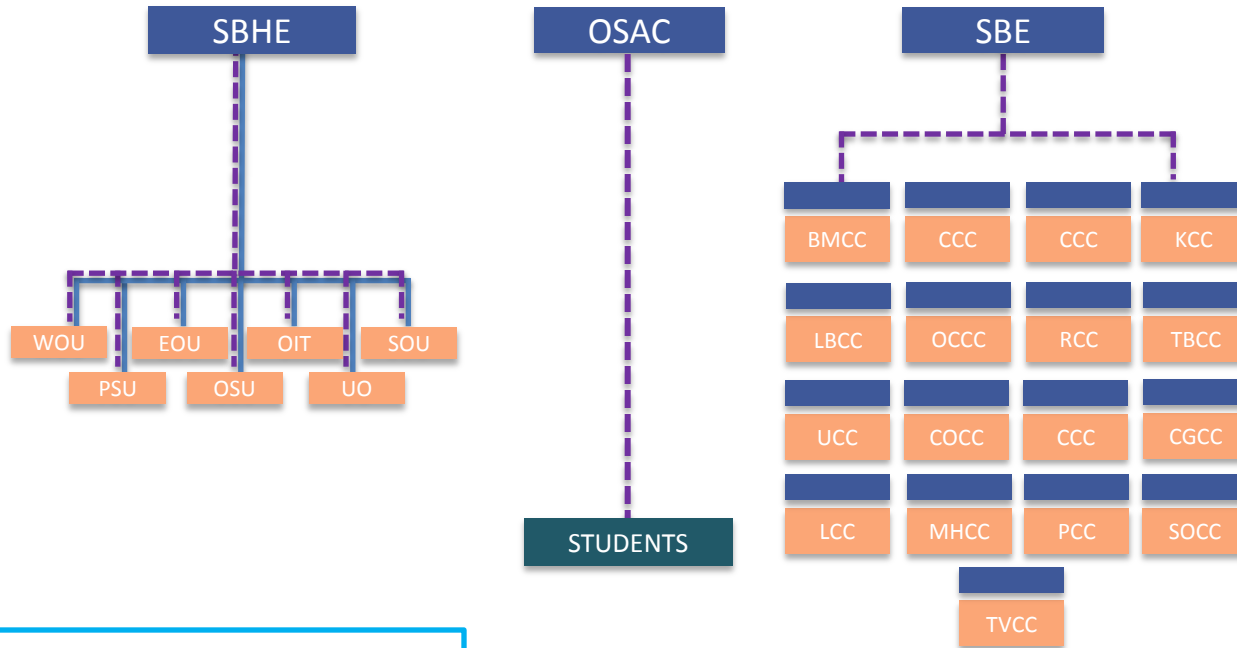 SBHE
OSAC
SBE
WOU
EOU
OIT
SOU
PSU
OSU
UO
STUDENTS
BMCC
CCC
CCC
KCC
LBCC
OCCC
RCC
TBCC
UCC
COCC
CCC
CGCC
LCC
MHCC
PCC
SOCC
TVCC